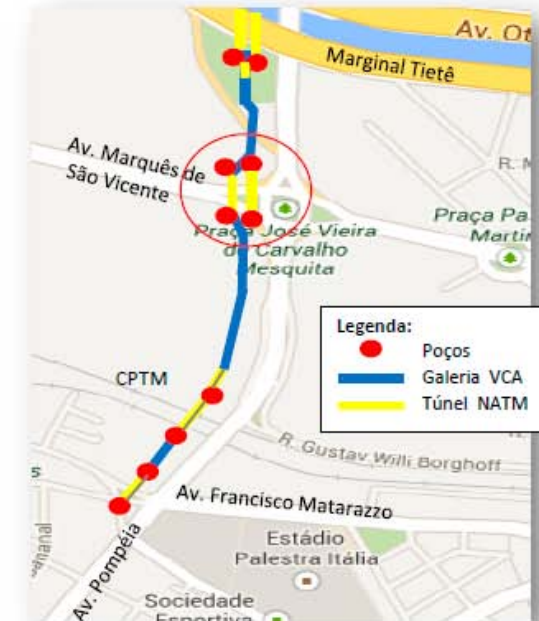 Av. Ot
Marginal Tietê
Av. Marquês de
São Vicente
R. M
Praça José Vieira
de Carvalho
Mesquita
Praça Pa
Martin
Legenda:
Poços
Galeria VCA
Túnel NATM
CPTM
R. Gustav Willi Borghoff
s
Av. Francisco Matarazzo
Av. Pompéia
Estádio
Palestra Itália
Sociedade
Esportiva